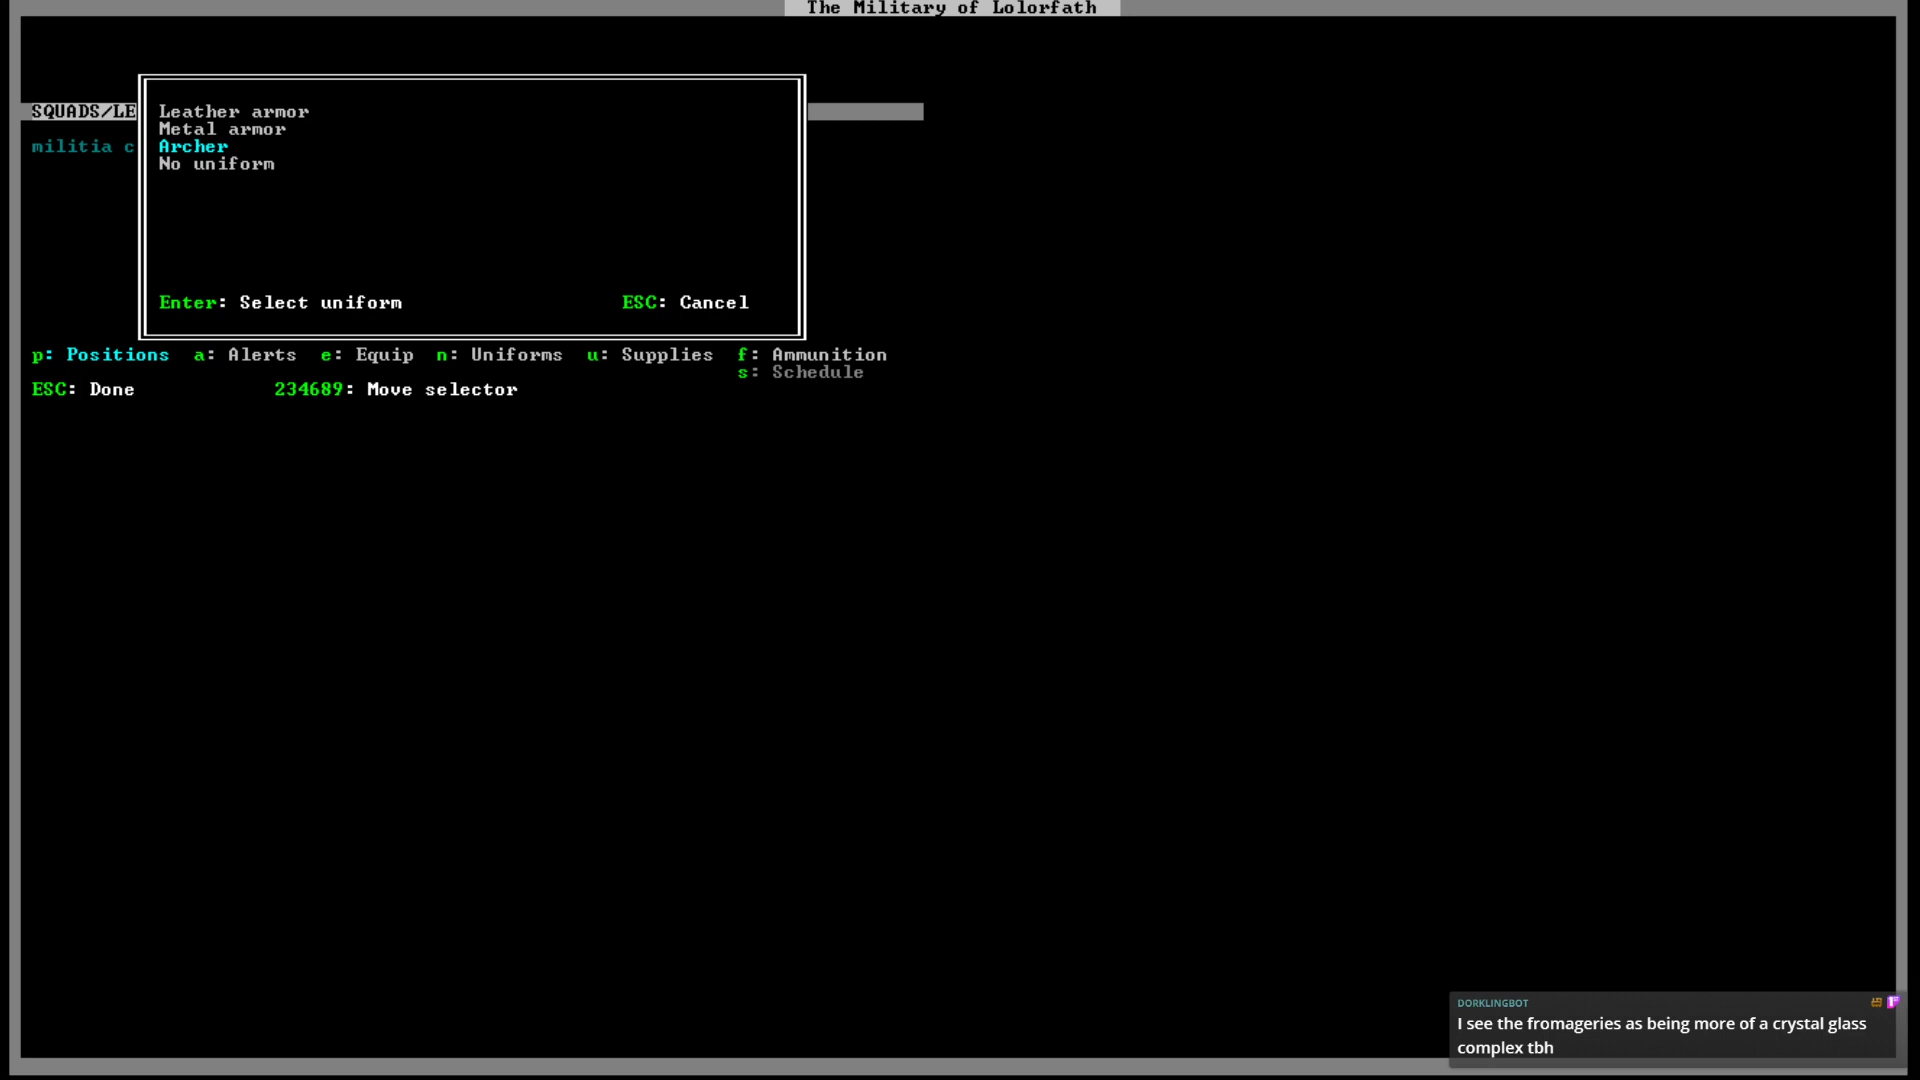 The Military of Lolorfath
SQUADS/LE
Leather armor
Metal armor
militia c
Archer
No uniform
Enter: Select uniform ESC: Cancel
p: Positions a: Alerts e: Equip n: Uniforms u: Supplies f: Ammunition
s: Schedule
ESC: Done 234689: Move selector
DORKLINGBOT
I see the fromageries as being more of a crystal glass
complex tbh